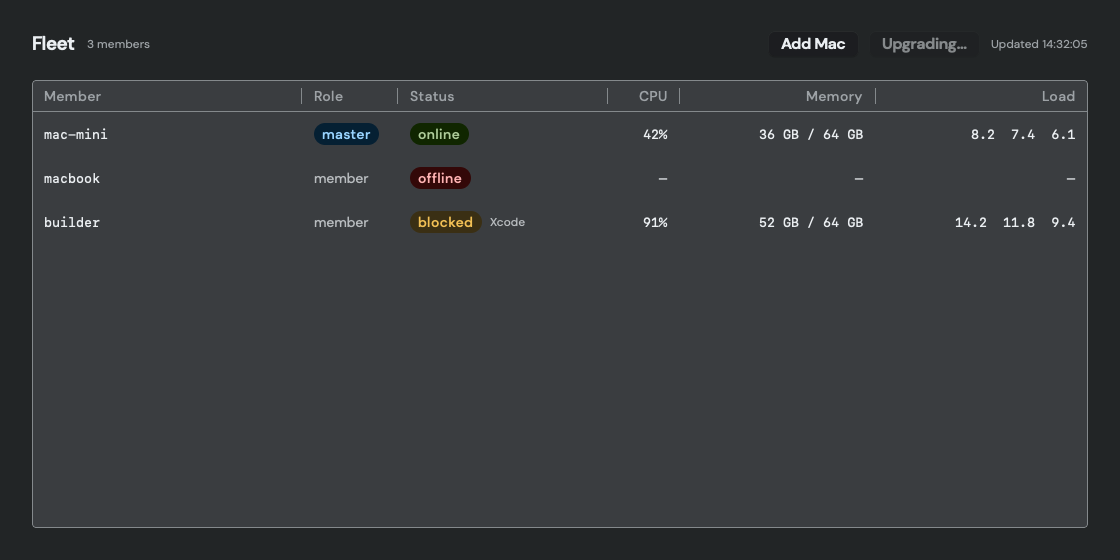 Fleet 3 members Add Mac Upgrading... Updated 14:32:05
Member Role Status CPU Memory Load
mac-mini master online 42% 36 GB / 64 GB 8.2 7.4 6.1
macbook member offline — — —
builder member blocked Xcode 91% 52 GB / 64 GB 14.2 11.8 9.4